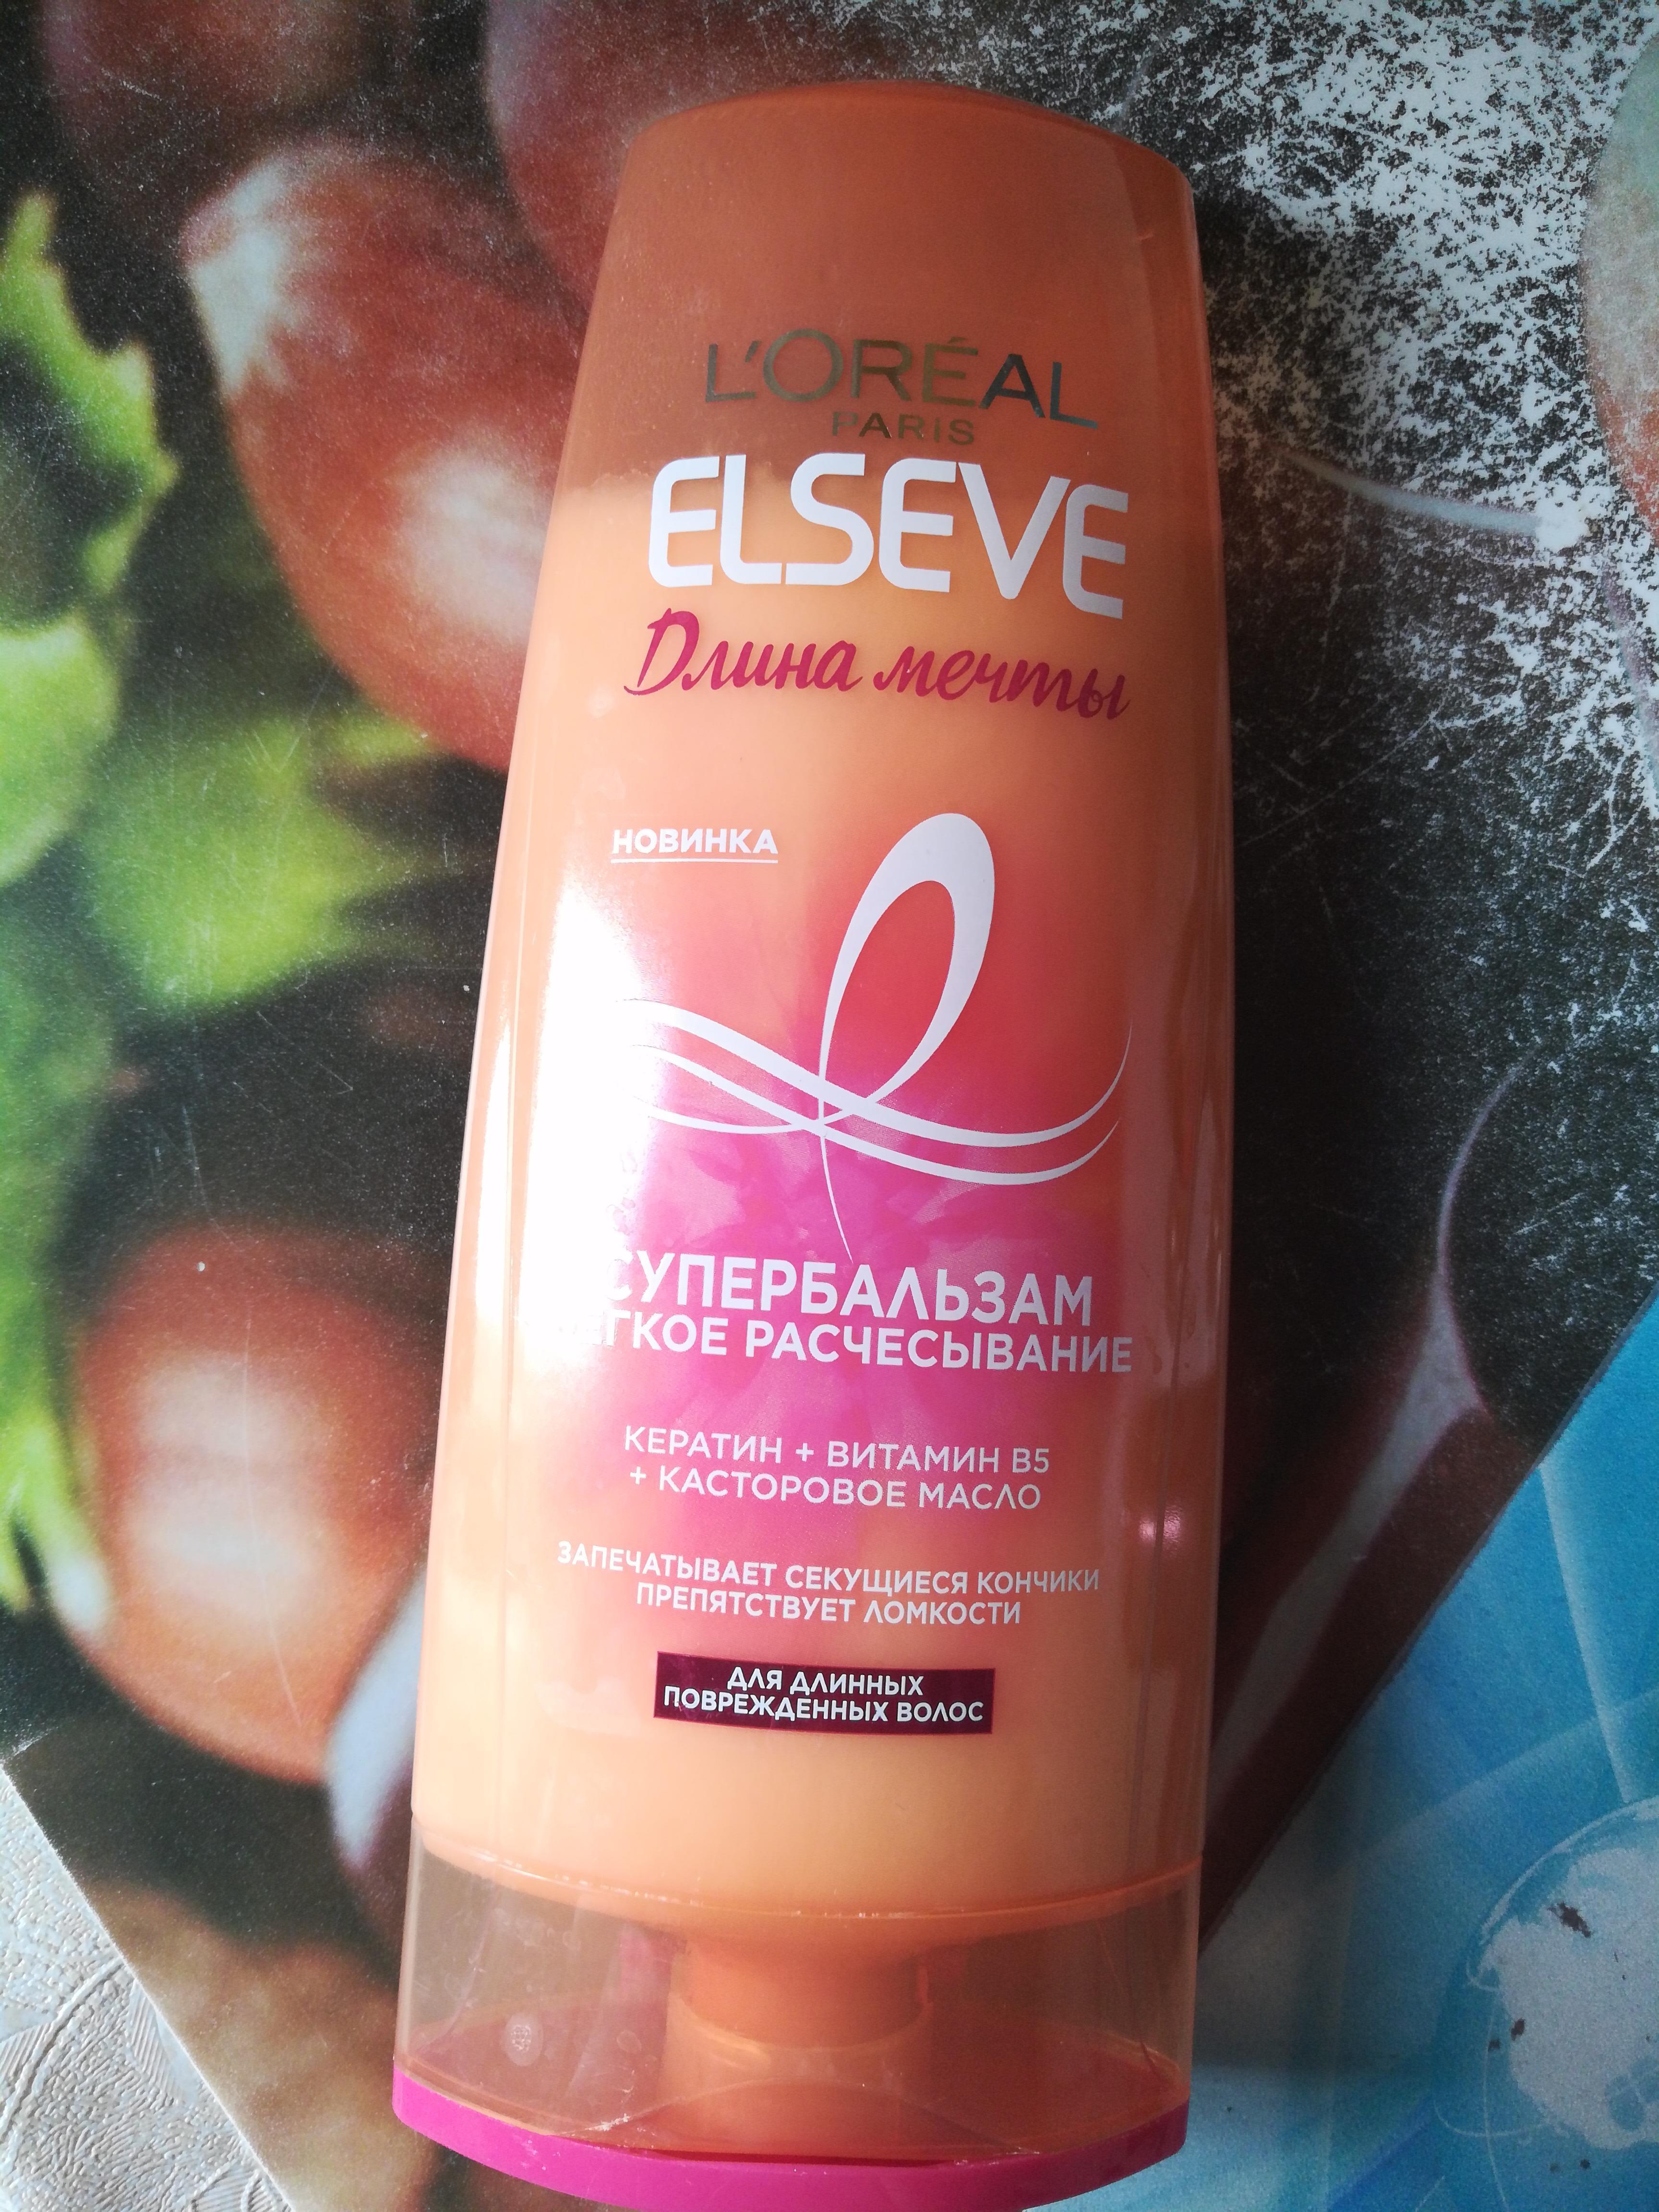 L'ORÉAL
PARIS
ELSEVE
Длина мечты
НОВИНКА
СУПЕРБАЛЬЗАМ
РАСЧЕСЫВАНИЕ
КЕРАТИН + ВИТАМИН B5
+ КАСТОРОВОЕ МАСЛО
ЗАПЕЧАТЫВАЕТ СЕКУЩИЕСЯ КОНЧИКИ
ПРЕПЯТСТВУЕТ ЛОМКОСТИ
ДЛЯ ДЛИННЫХ
ПОВРЕЖДЕННЫХ ВОЛОС